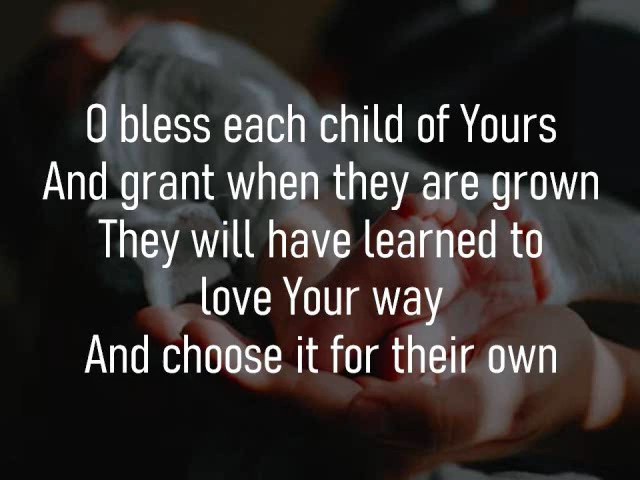 O bless each child of Yours
And grant when they are grown
They will have learned to
love Your way
And choose it for their own